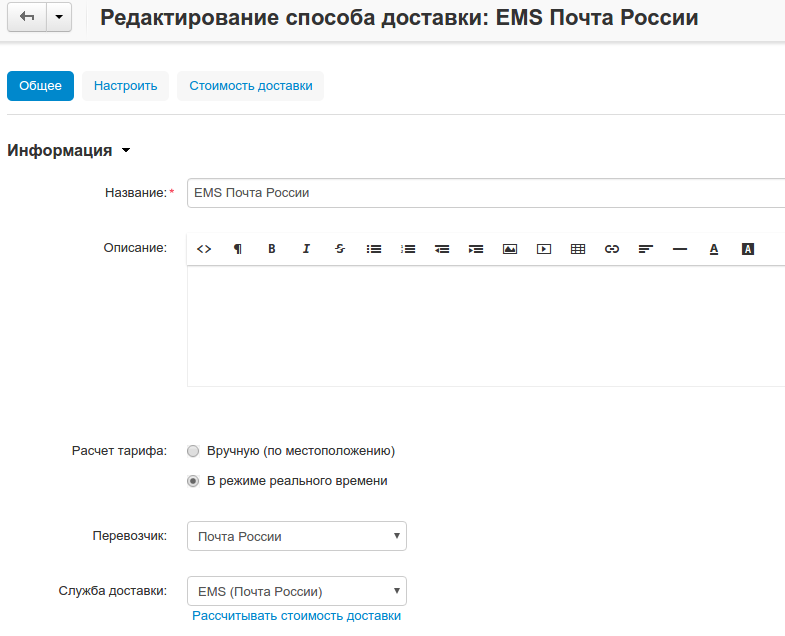 Редактирование способа доставки: EMS Почта России
Общее Настроить Стоимость доставки
Информация
Название:* EMS Почта России
Описание: <> ¶ B I S A A
Расчет тарифа: Вручную (по местоположению)
В режиме реального времени
Перевозчик: Почта России
Служба доставки: EMS (Почта России)
Рассчитывать стоимость доставки